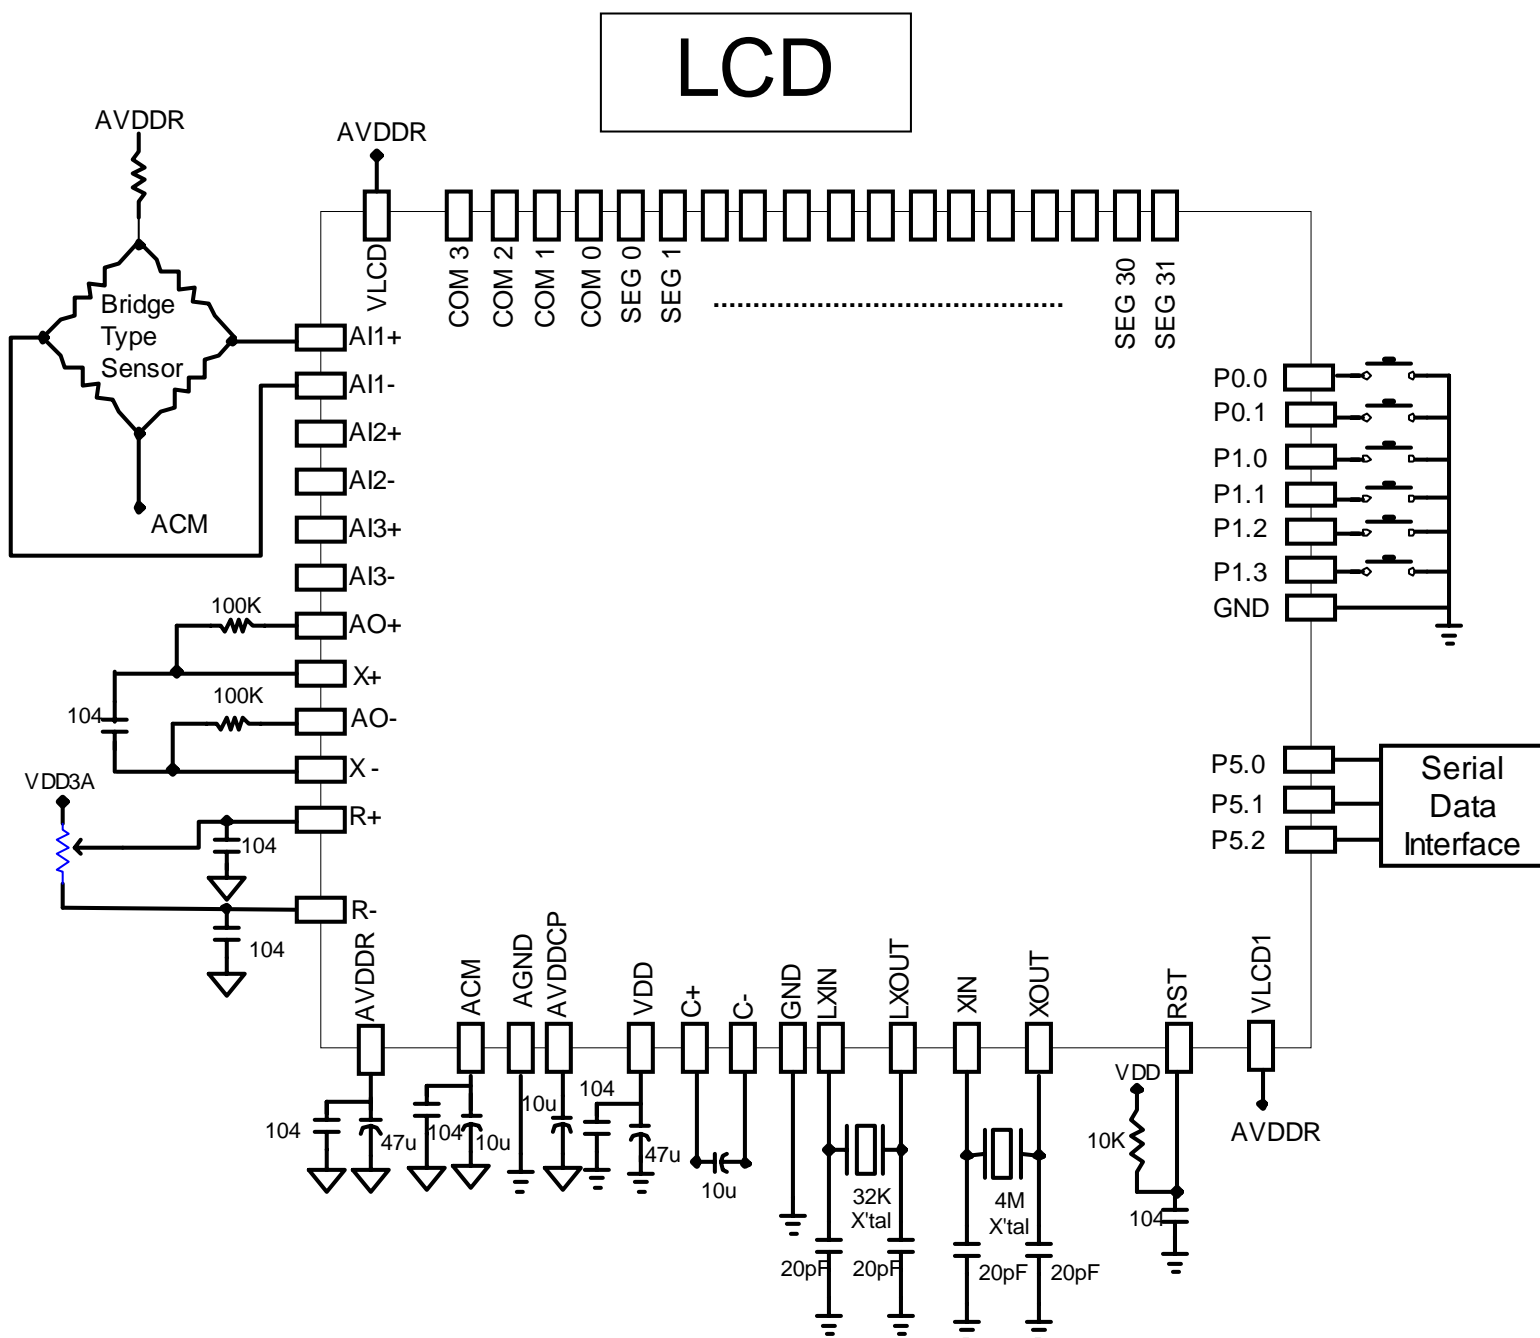 LCD
AVDDR
AVDDR
VLCD
COM 3
COM 2
COM 1
COM 0
SEG 0
SEG 1
SEG 30
SEG 31
Bridge
Type
Sensor
ACM
AI1+
AI1-
AI2+
AI2-
AI3+
AI3-
100K
AO+
X+
100K
104
AO-
X -
VDD3A
R+
104
R-
104
P0.0
P0.1
P1.0
P1.1
P1.2
P1.3
GND
P5.0
P5.1
P5.2
Serial
Data
Interface
AVDDR
ACM
AGND
AVDDCP
VDD
C+
C-
GND
LXIN
LXOUT
XIN
XOUT
RST
VLCD1
104
47u
104
10u
10u
104
47u
10u
32K
X'tal
20pF
20pF
4M
X'tal
20pF
20pF
VDD
10K
104
AVDDR